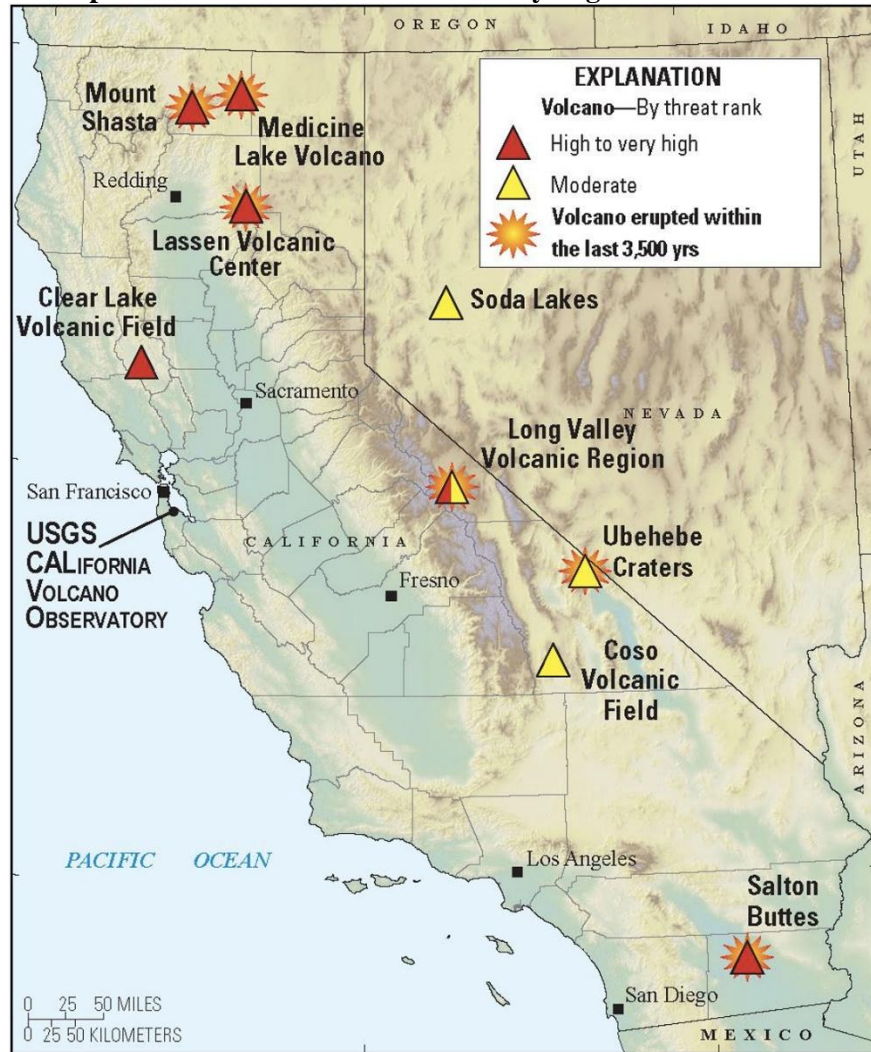 OREGON
IDAHO
EXPLANATION
Volcano—By threat rank
High to very high
Moderate
Volcano erupted within
the last 3,500 yrs
UTAH
Mount
Shasta
Medicine
Lake Volcano
Redding
Lassen Volcanic
Center
Clear Lake
Volcanic Field
Soda Lakes
Sacramento
NEVADA
Long Valley
Volcanic Region
San Francisco
USGS
CALIFORNIA
VOLCANO
OBSERVATORY
CALIFORNIA
Fresno
Ubehebe
Craters
Coso
Volcanic
Field
ARIZONA
PACIFIC OCEAN
Los Angeles
Salton
Buttes
San Diego
MEXICO
0 25 50 MILES
0 25 50 KILOMETERS